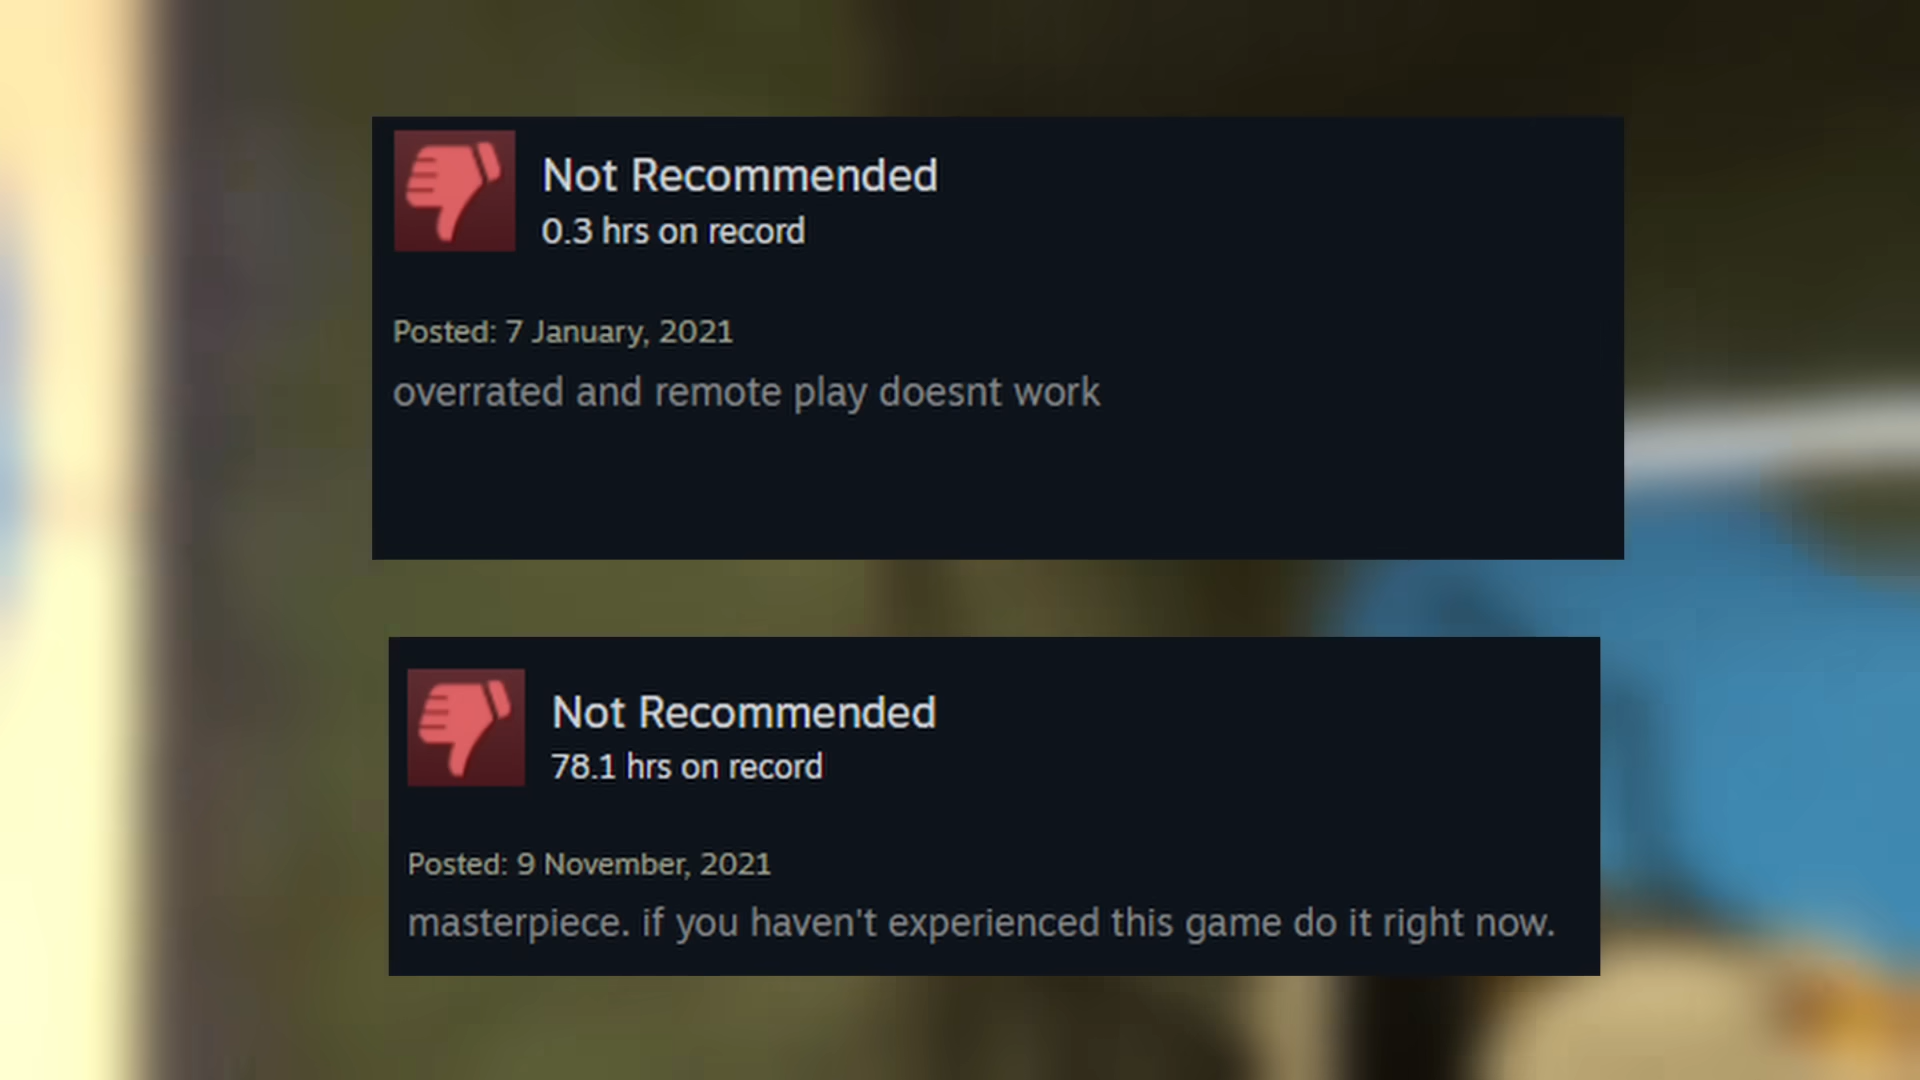 Not Recommended
0.3 hrs on record
Posted: 7 January, 2021
overrated and remote play doesnt work
Not Recommended
78.1 hrs on record
Posted: 9 November, 2021
masterpiece. if you haven't experienced this game do it right now.